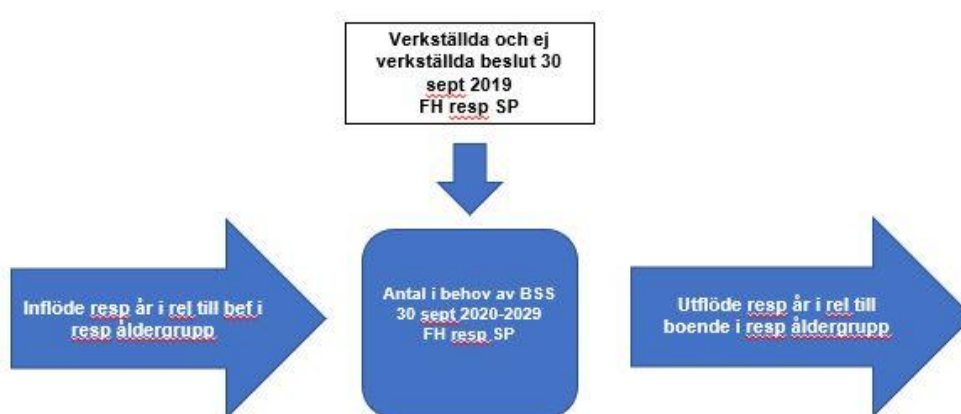 Verkställda och ej
verkställda beslut 30
sept 2019
FH resp SP
Inflöde resp år i rel till bef i
resp åldergrupp
Antal i behov av BSS
30 sept 2020-2029
FH resp SP
Utflöde resp år i rel till
boende i resp åldergrupp